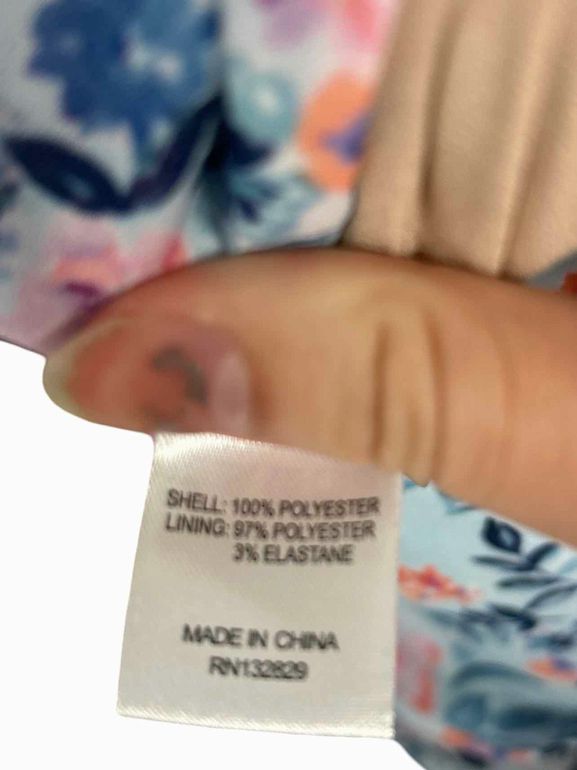 SHELL: 100% POLYESTER
LINING: 97% POLYESTER
3% ELASTANE
MADE IN CHINA
RN132829